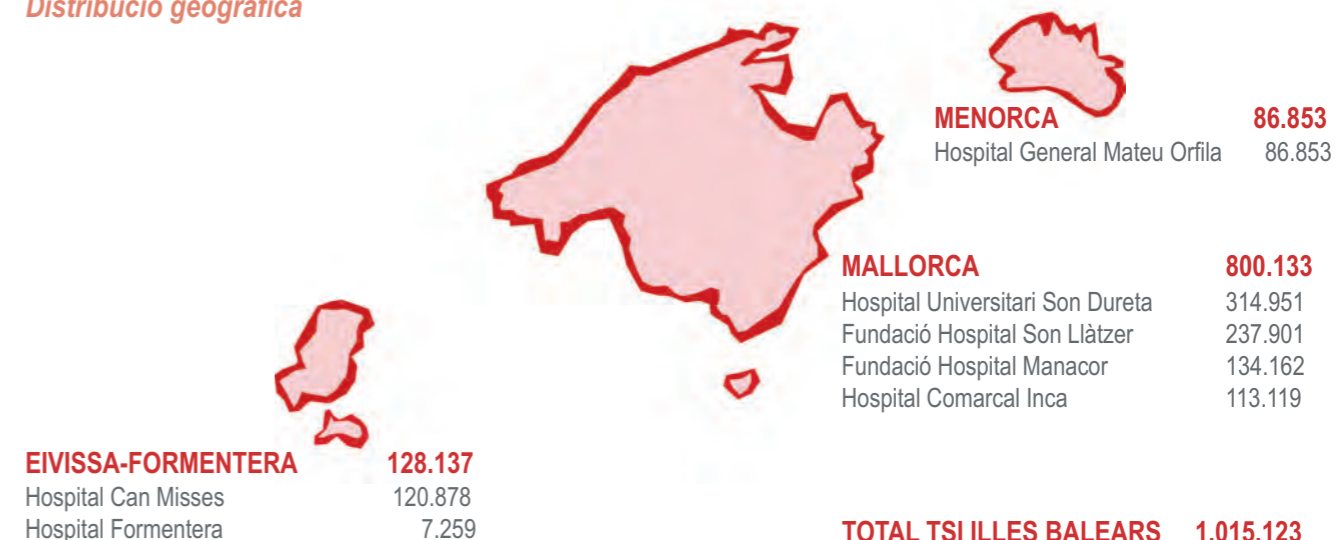 Distribució geogràfica
MENORCA 86.853
Hospital General Mateu Orfila 86.853
MALLORCA 800.133
Hospital Universitari Son Dureta 314.951
Fundació Hospital Son Llàtzer 237.901
Fundació Hospital Manacor 134.162
Hospital Comarcal Inca 113.119
EIVISSA-FORMENTERA 128.137
Hospital Can Misses 120.878
Hospital Formentera 7.259
TOTAL TSI ILLES BALEARS 1.015.123